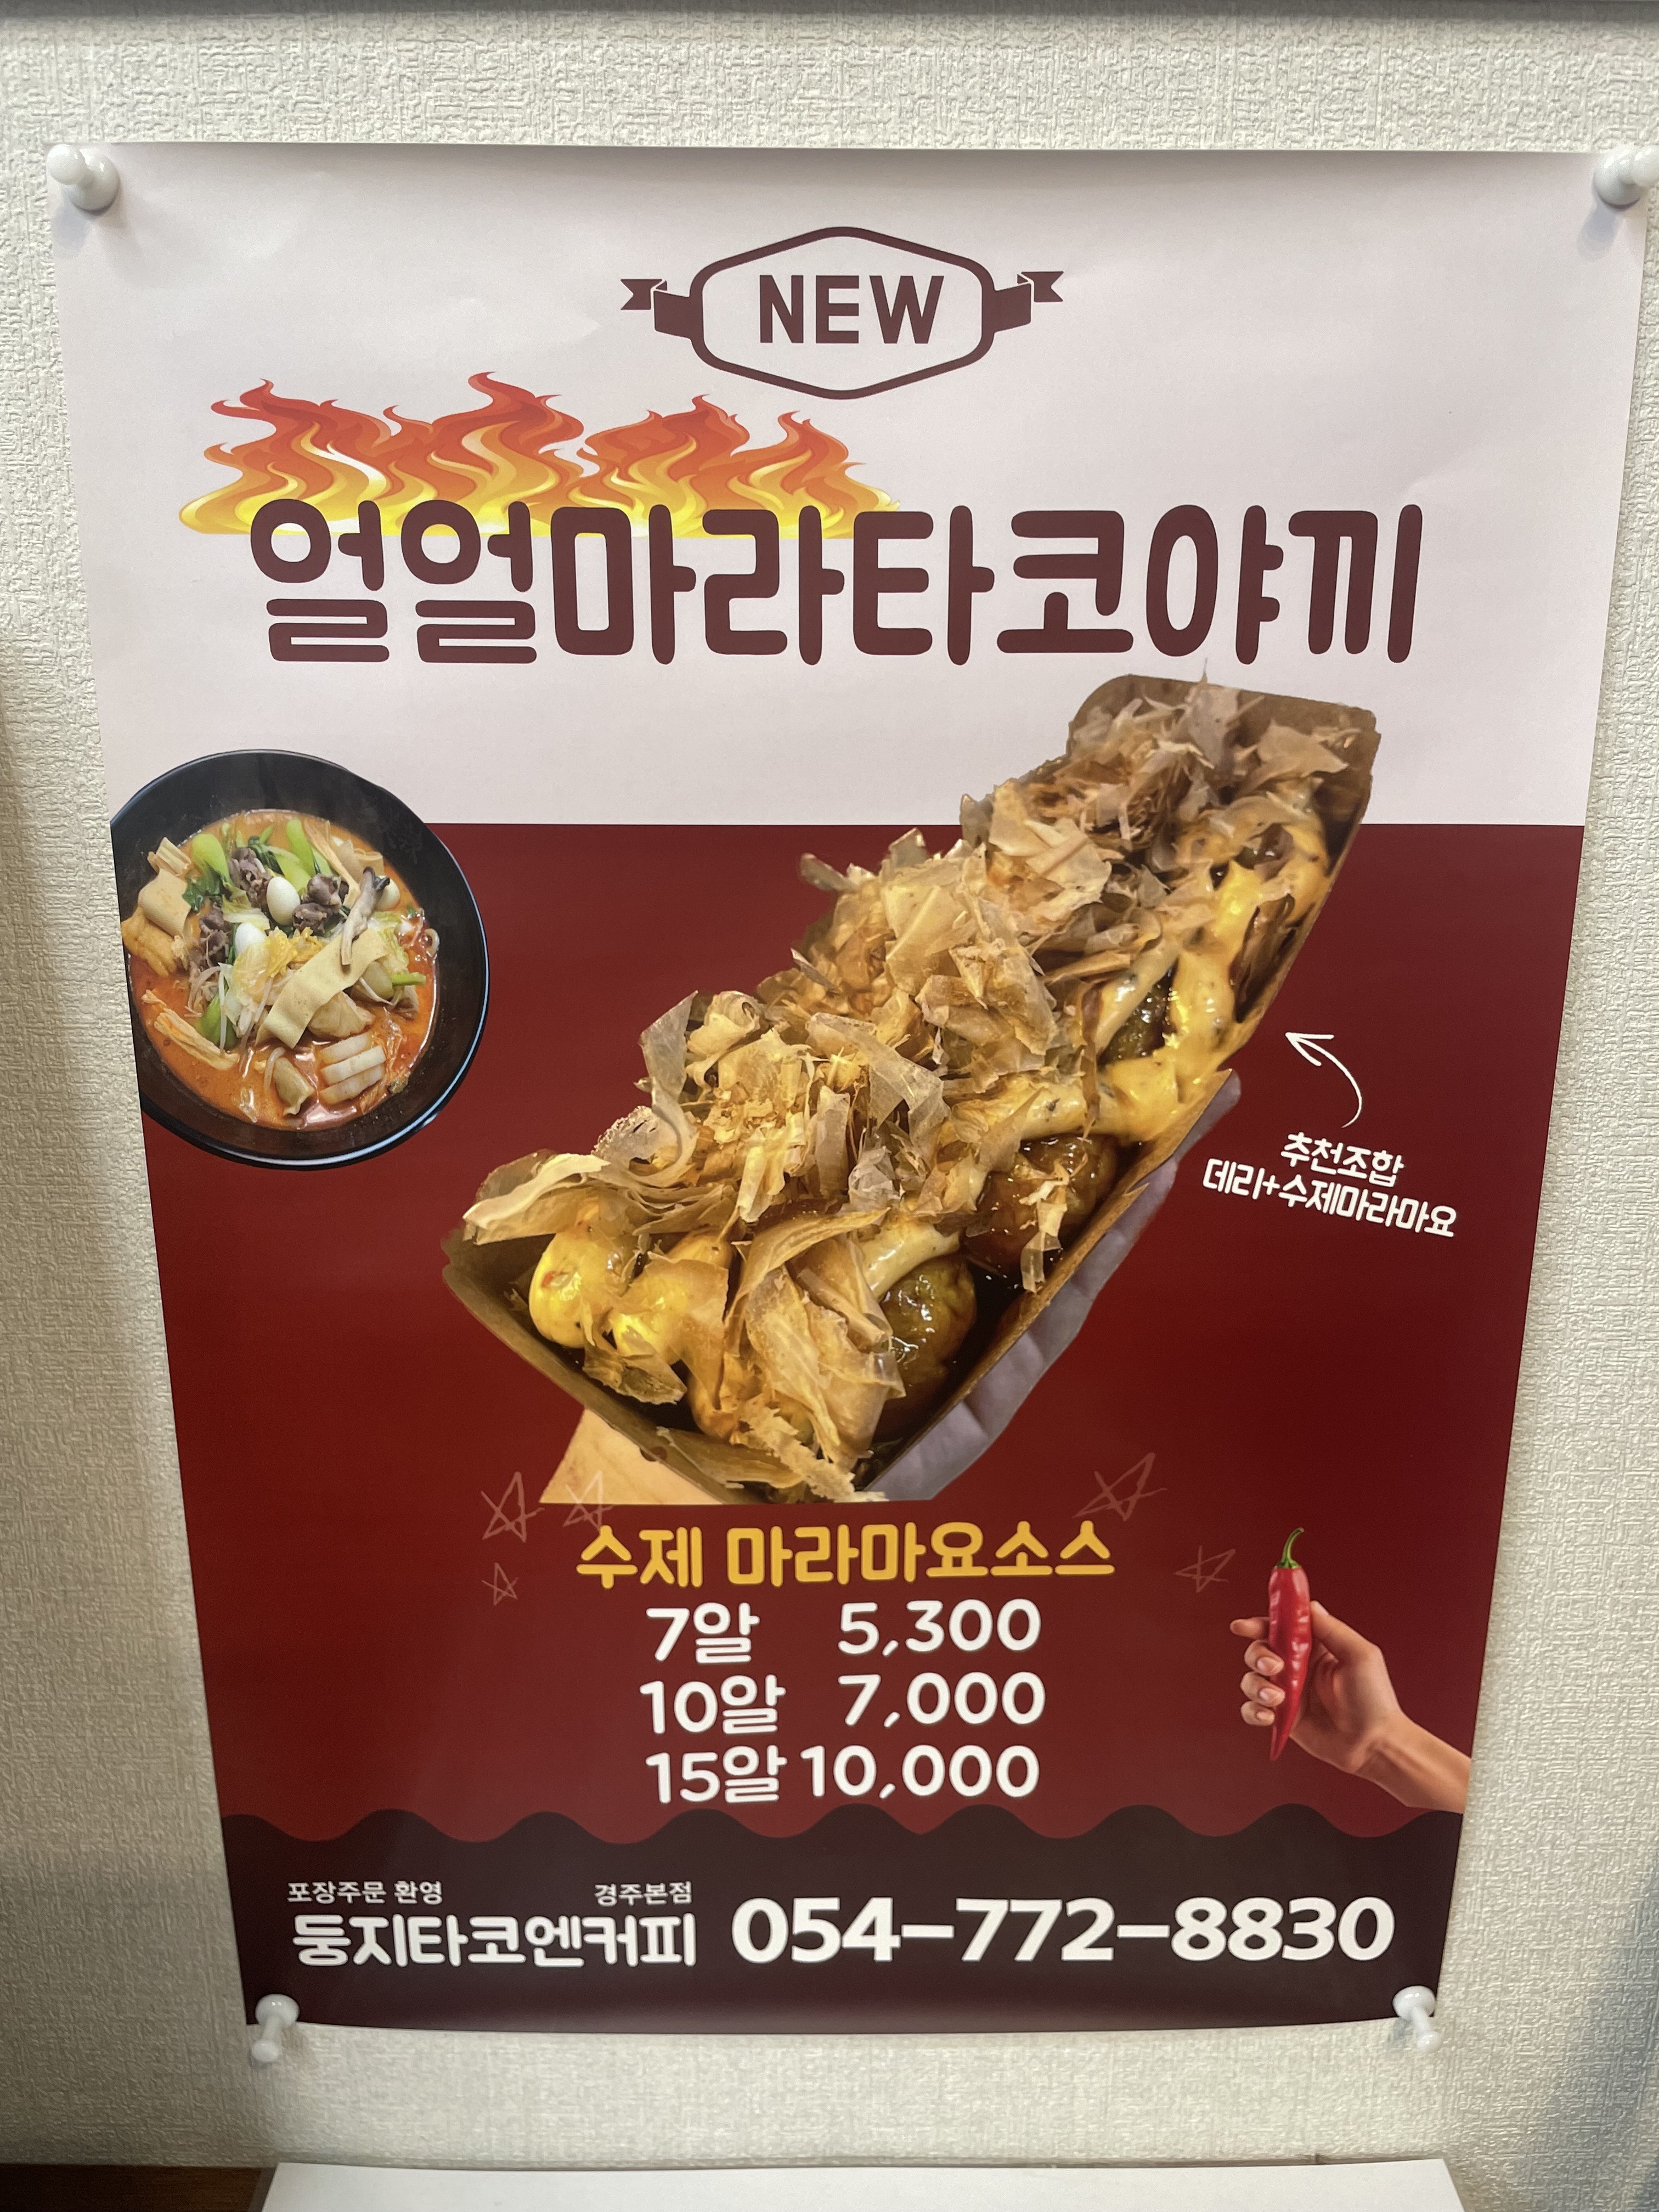 NEW
얼얼마라타코야끼
추천조합
데리+수제마라마요
수제 마라마요소스
7알 5,300
10알 7,000
15알 10,000
포장주문 환영 경주본점
둥지타코엔커피 054-772-8830